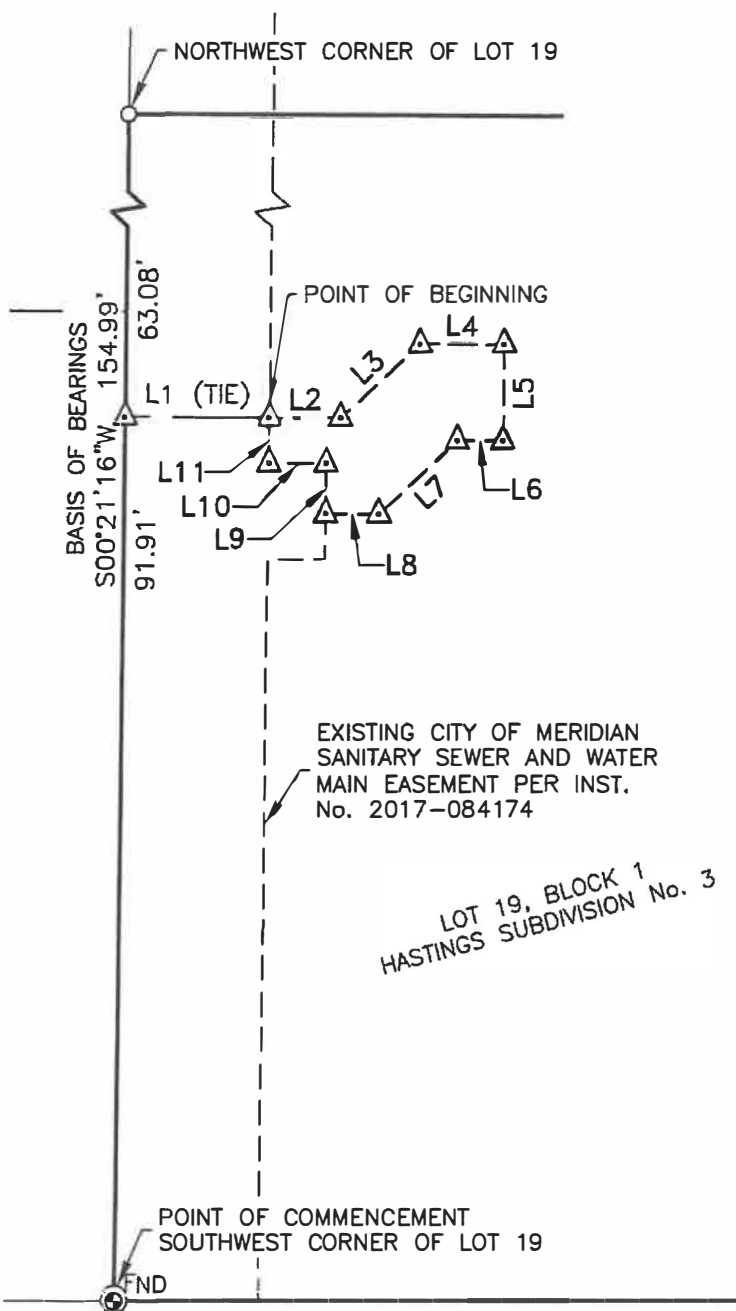 NORTHWEST CORNER OF LOT 19
BASIS OF BEARINGS
S00°21'16"W 154.99'
63.08'
91.91'
POINT OF BEGINNING
L1 (TIE)
L2
L3
L4
L5
L6
L7
L8
L9
L10
L11
EXISTING CITY OF MERIDIAN
SANITARY SEWER AND WATER
MAIN EASEMENT PER INST.
No. 2017-084174
LOT 19, BLOCK 1
HASTINGS SUBDIVISION No. 3
POINT OF COMMENCEMENT
SOUTHWEST CORNER OF LOT 19
FND